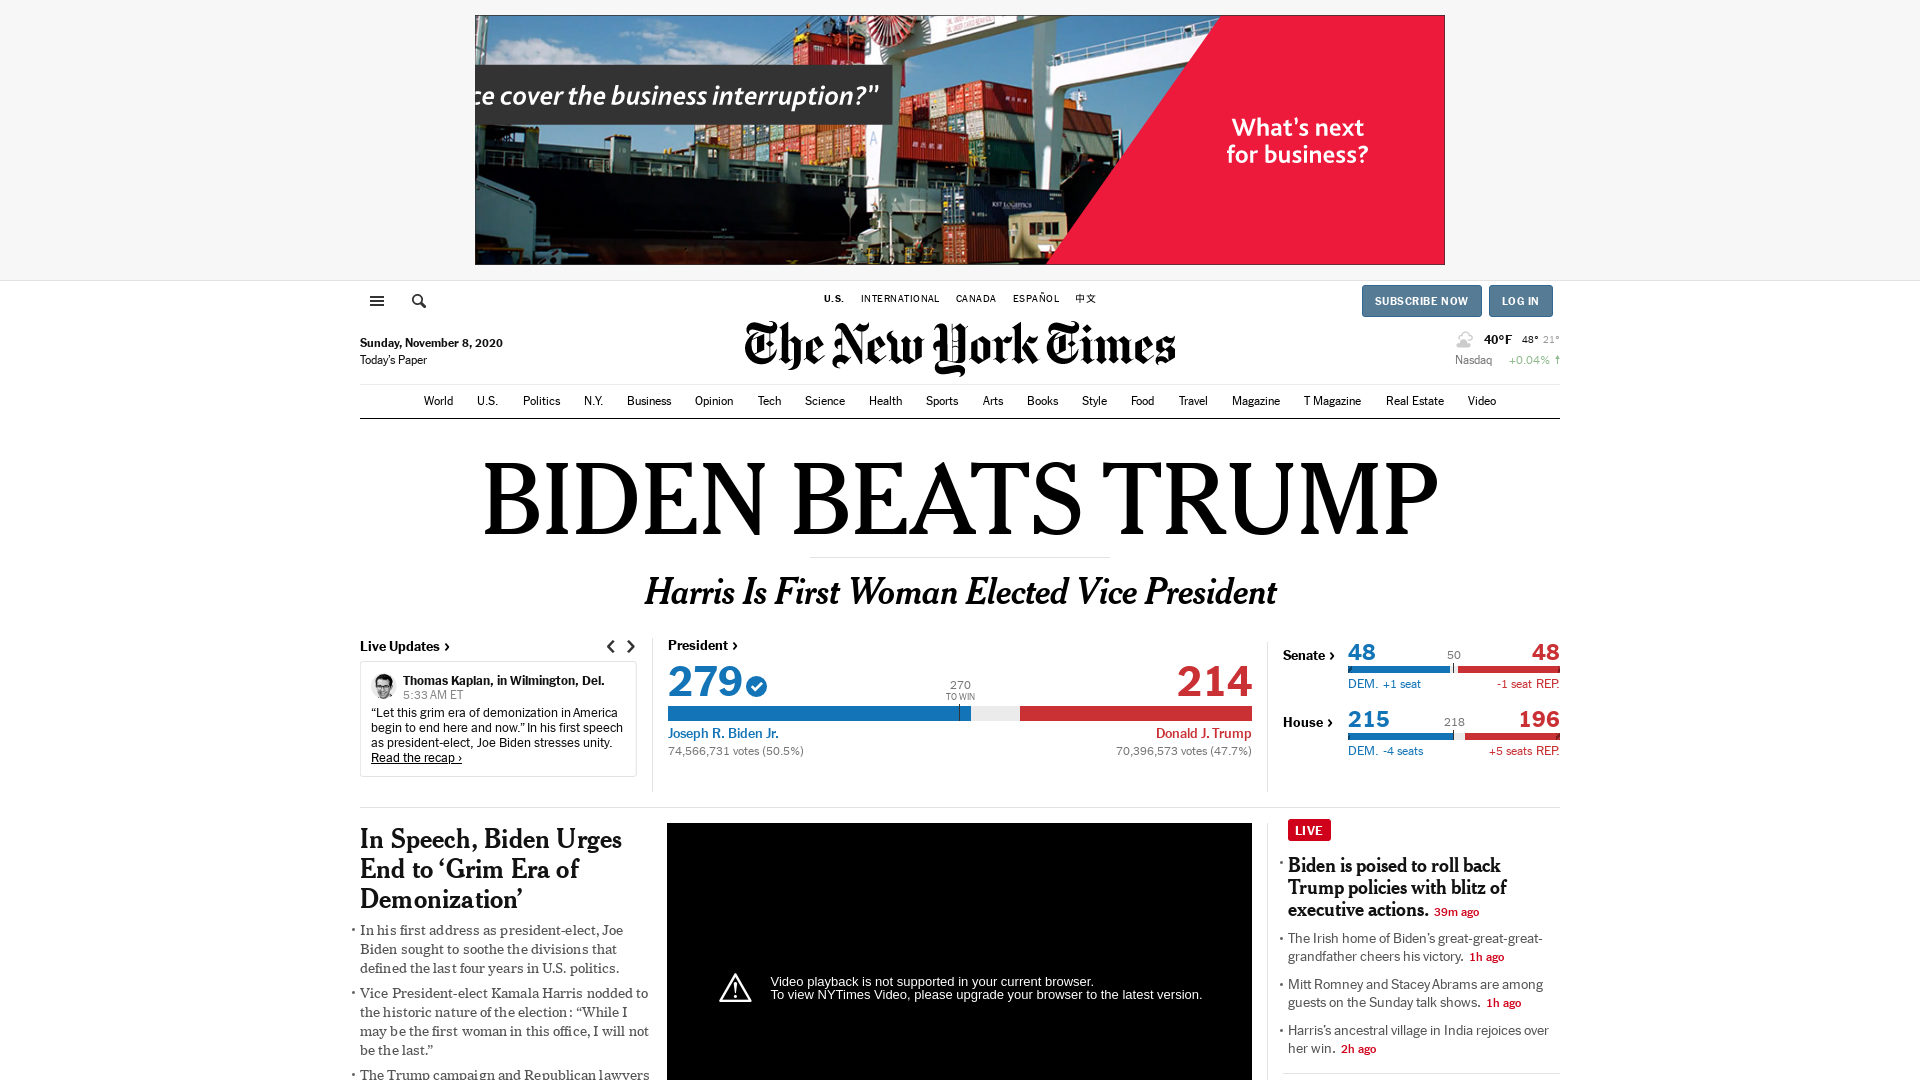 ce cover the business interruption?”
What’s next
for business?
U.S. INTERNATIONAL CANADA ESPAÑOL 中文
SUBSCRIBE NOW LOG IN
The New York Times
Sunday, November 8, 2020
Today’s Paper
40°F 48° 21°
Nasdaq +0.04% ↑
World U.S. Politics N.Y. Business Opinion Tech Science Health Sports Arts Books Style Food Travel Magazine T Magazine Real Estate Video
BIDEN BEATS TRUMP
Harris Is First Woman Elected Vice President
Live Updates ›
Thomas Kaplan, in Wilmington, Del.
5:33 AM ET
“Let this grim era of demonization in America
begin to end here and now.” In his first speech
as president-elect, Joe Biden stresses unity.
Read the recap ›
President ›
279 214
270
TO WIN
Joseph R. Biden Jr. Donald J. Trump
74,566,731 votes (50.5%) 70,396,573 votes (47.7%)
Senate › 48 50 48
DEM. +1 seat -1 seat REP.
House › 215 218 196
DEM. -4 seats +5 seats REP.
In Speech, Biden Urges
End to ‘Grim Era of
Demonization’
• In his first address as president-elect, Joe
Biden sought to soothe the divisions that
defined the last four years in U.S. politics.
• Vice President-elect Kamala Harris nodded to
the historic nature of the election: “While I
may be the first woman in this office, I will not
be the last.”
• The Trump campaign and Republican lawyers
Video playback is not supported in your current browser.
To view NYTimes Video, please upgrade your browser to the latest version.
LIVE
• Biden is poised to roll back
Trump policies with blitz of
executive actions. 39m ago
• The Irish home of Biden’s great-great-great-
grandfather cheers his victory. 1h ago
• Mitt Romney and Stacey Abrams are among
guests on the Sunday talk shows. 1h ago
• Harris’s ancestral village in India rejoices over
her win. 2h ago